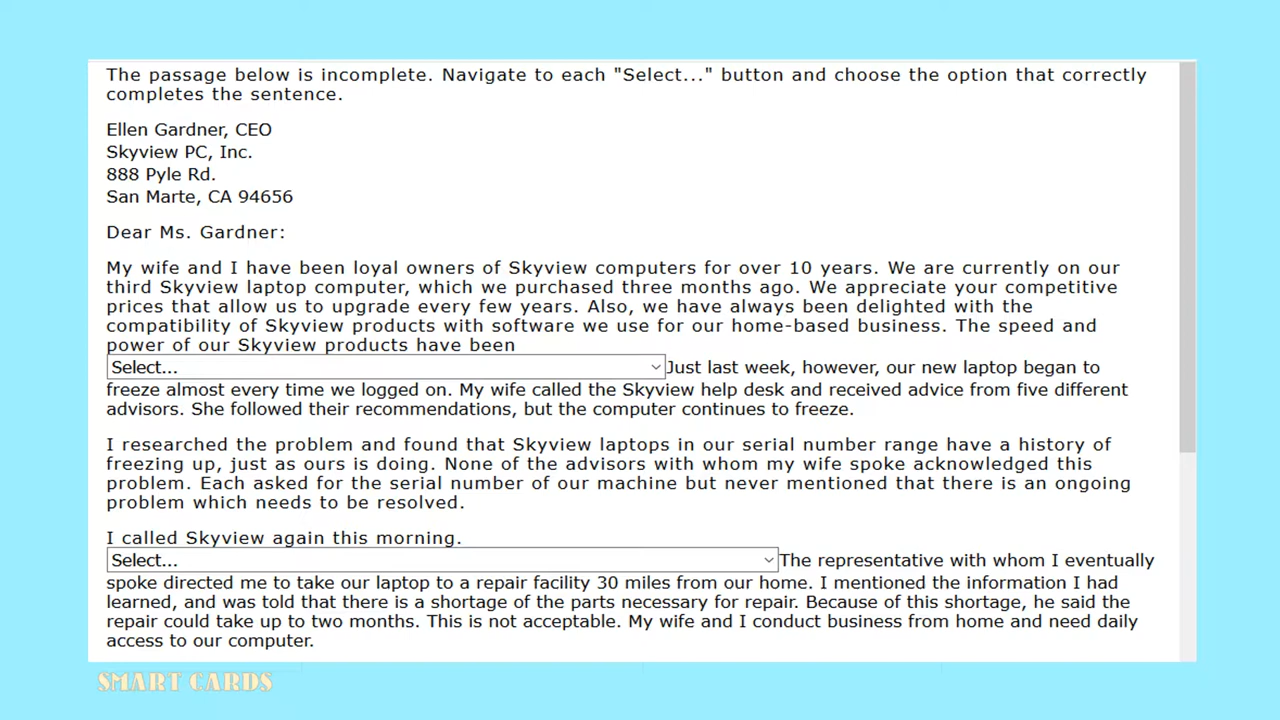 The passage below is incomplete. Navigate to each "Select..." button and choose the option that correctly
completes the sentence.
Ellen Gardner, CEO
Skyview PC, Inc.
888 Pyle Rd.
San Marte, CA 94656
Dear Ms. Gardner:
My wife and I have been loyal owners of Skyview computers for over 10 years. We are currently on our
third Skyview laptop computer, which we purchased three months ago. We appreciate your competitive
prices that allow us to upgrade every few years. Also, we have always been delighted with the
compatibility of Skyview products with software we use for our home-based business. The speed and
power of our Skyview products have been
Select... Just last week, however, our new laptop began to
freeze almost every time we logged on. My wife called the Skyview help desk and received advice from five different
advisors. She followed their recommendations, but the computer continues to freeze.
I researched the problem and found that Skyview laptops in our serial number range have a history of
freezing up, just as ours is doing. None of the advisors with whom my wife spoke acknowledged this
problem. Each asked for the serial number of our machine but never mentioned that there is an ongoing
problem which needs to be resolved.
I called Skyview again this morning.
Select... The representative with whom I eventually
spoke directed me to take our laptop to a repair facility 30 miles from our home. I mentioned the information I had
learned, and was told that there is a shortage of the parts necessary for repair. Because of this shortage, he said the
repair could take up to two months. This is not acceptable. My wife and I conduct business from home and need daily
access to our computer.
SMART CARDS